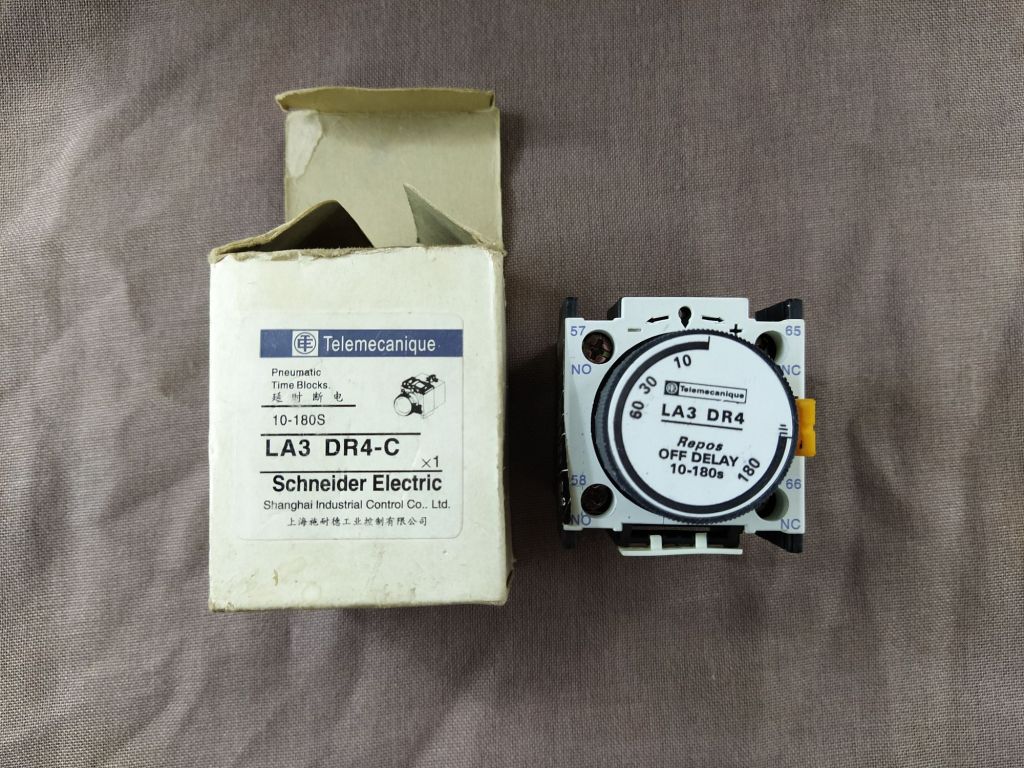 Telemecanique
Pneumatic
Time Blocks.
延时断电
10-180S
LA3 DR4-C
×1
Schneider Electric
Shanghai Industrial Control Co.. Ltd.
上海施耐德工业控制有限公司
57
65
- +
NO
NC
10
30
60
Telemecanique
LA3 DR4
Repos
OFF DELAY
10-180s
180
58
66
NO
NC